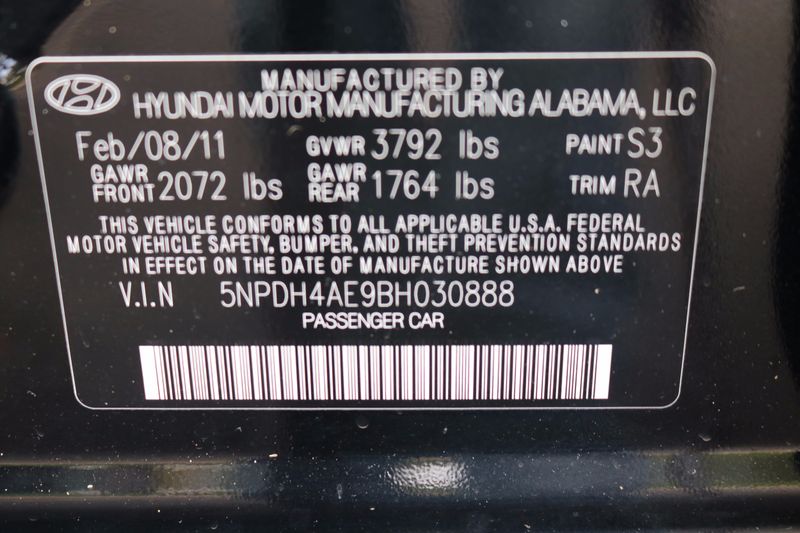 MANUFACTURED BY
HYUNDAI MOTOR MANUFACTURING ALABAMA, LLC
Feb/08/11 GVWR 3792 lbs PAINT S3
GAWR FRONT 2072 lbs GAWR REAR 1764 lbs TRIM RA
THIS VEHICLE CONFORMS TO ALL APPLICABLE U.S.A. FEDERAL
MOTOR VEHICLE SAFETY, BUMPER, AND THEFT PREVENTION STANDARDS
IN EFFECT ON THE DATE OF MANUFACTURE SHOWN ABOVE
V.I.N 5NPDH4AE9BH030888
PASSENGER CAR